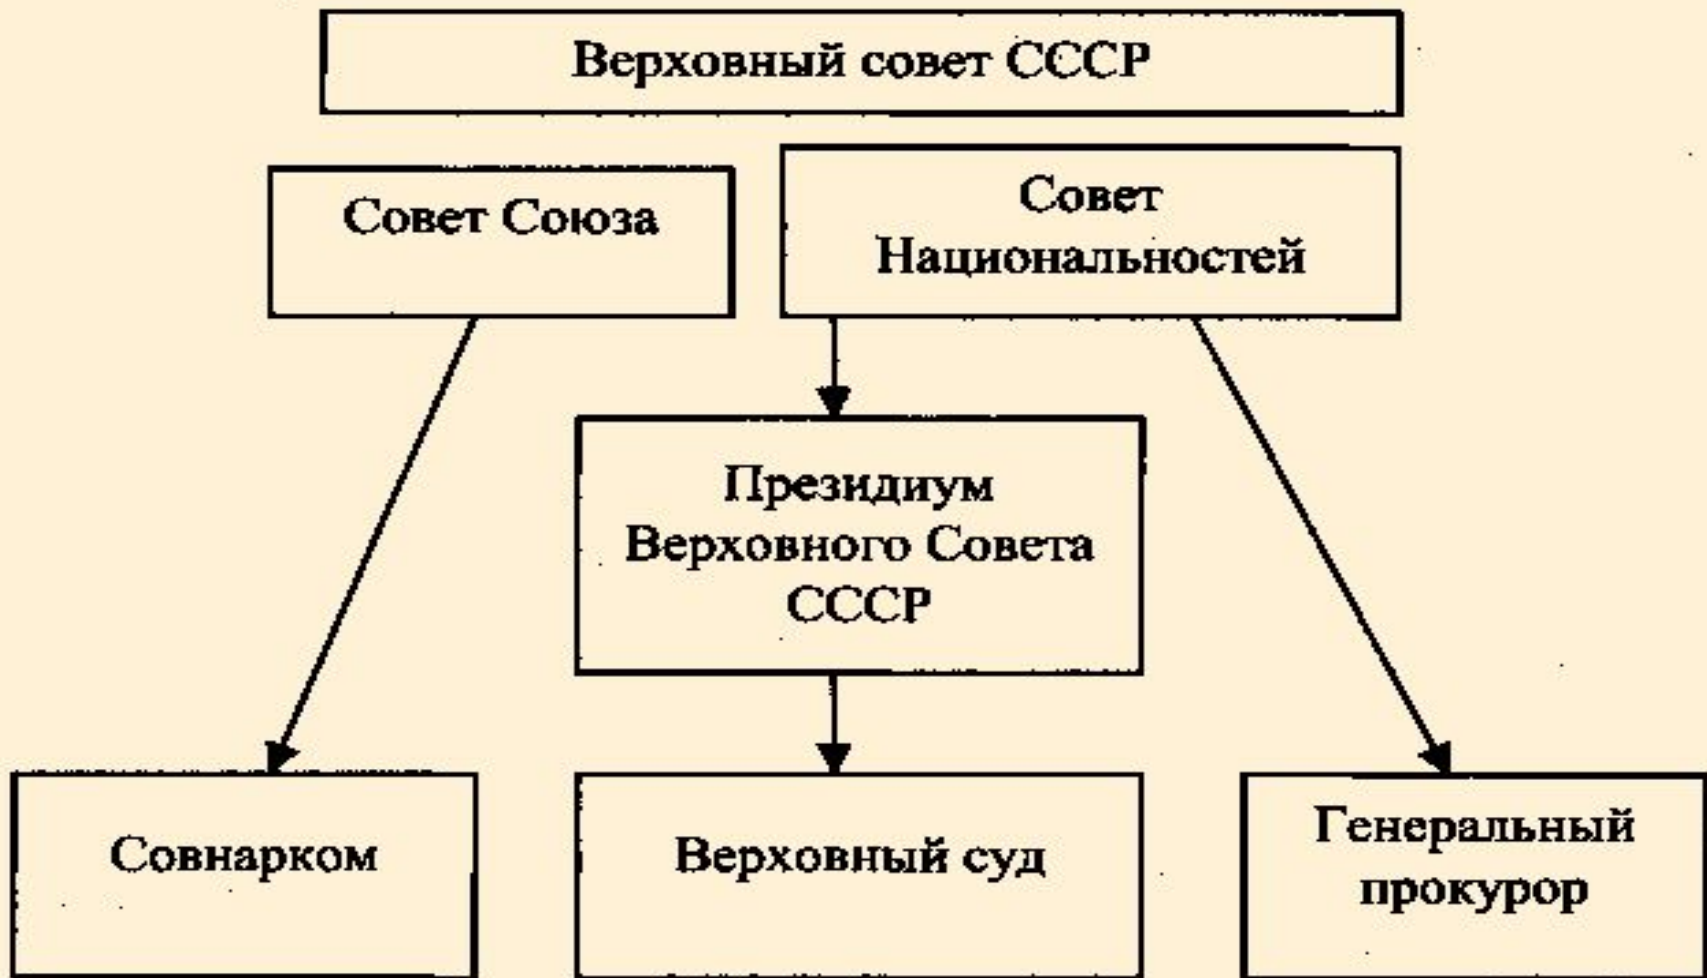 Верховный совет СССР
Совет Союза
Совет
Национальностей
Президиум
Верховного Совета
СССР
Совнарком
Верховный суд
Генеральный
прокурор